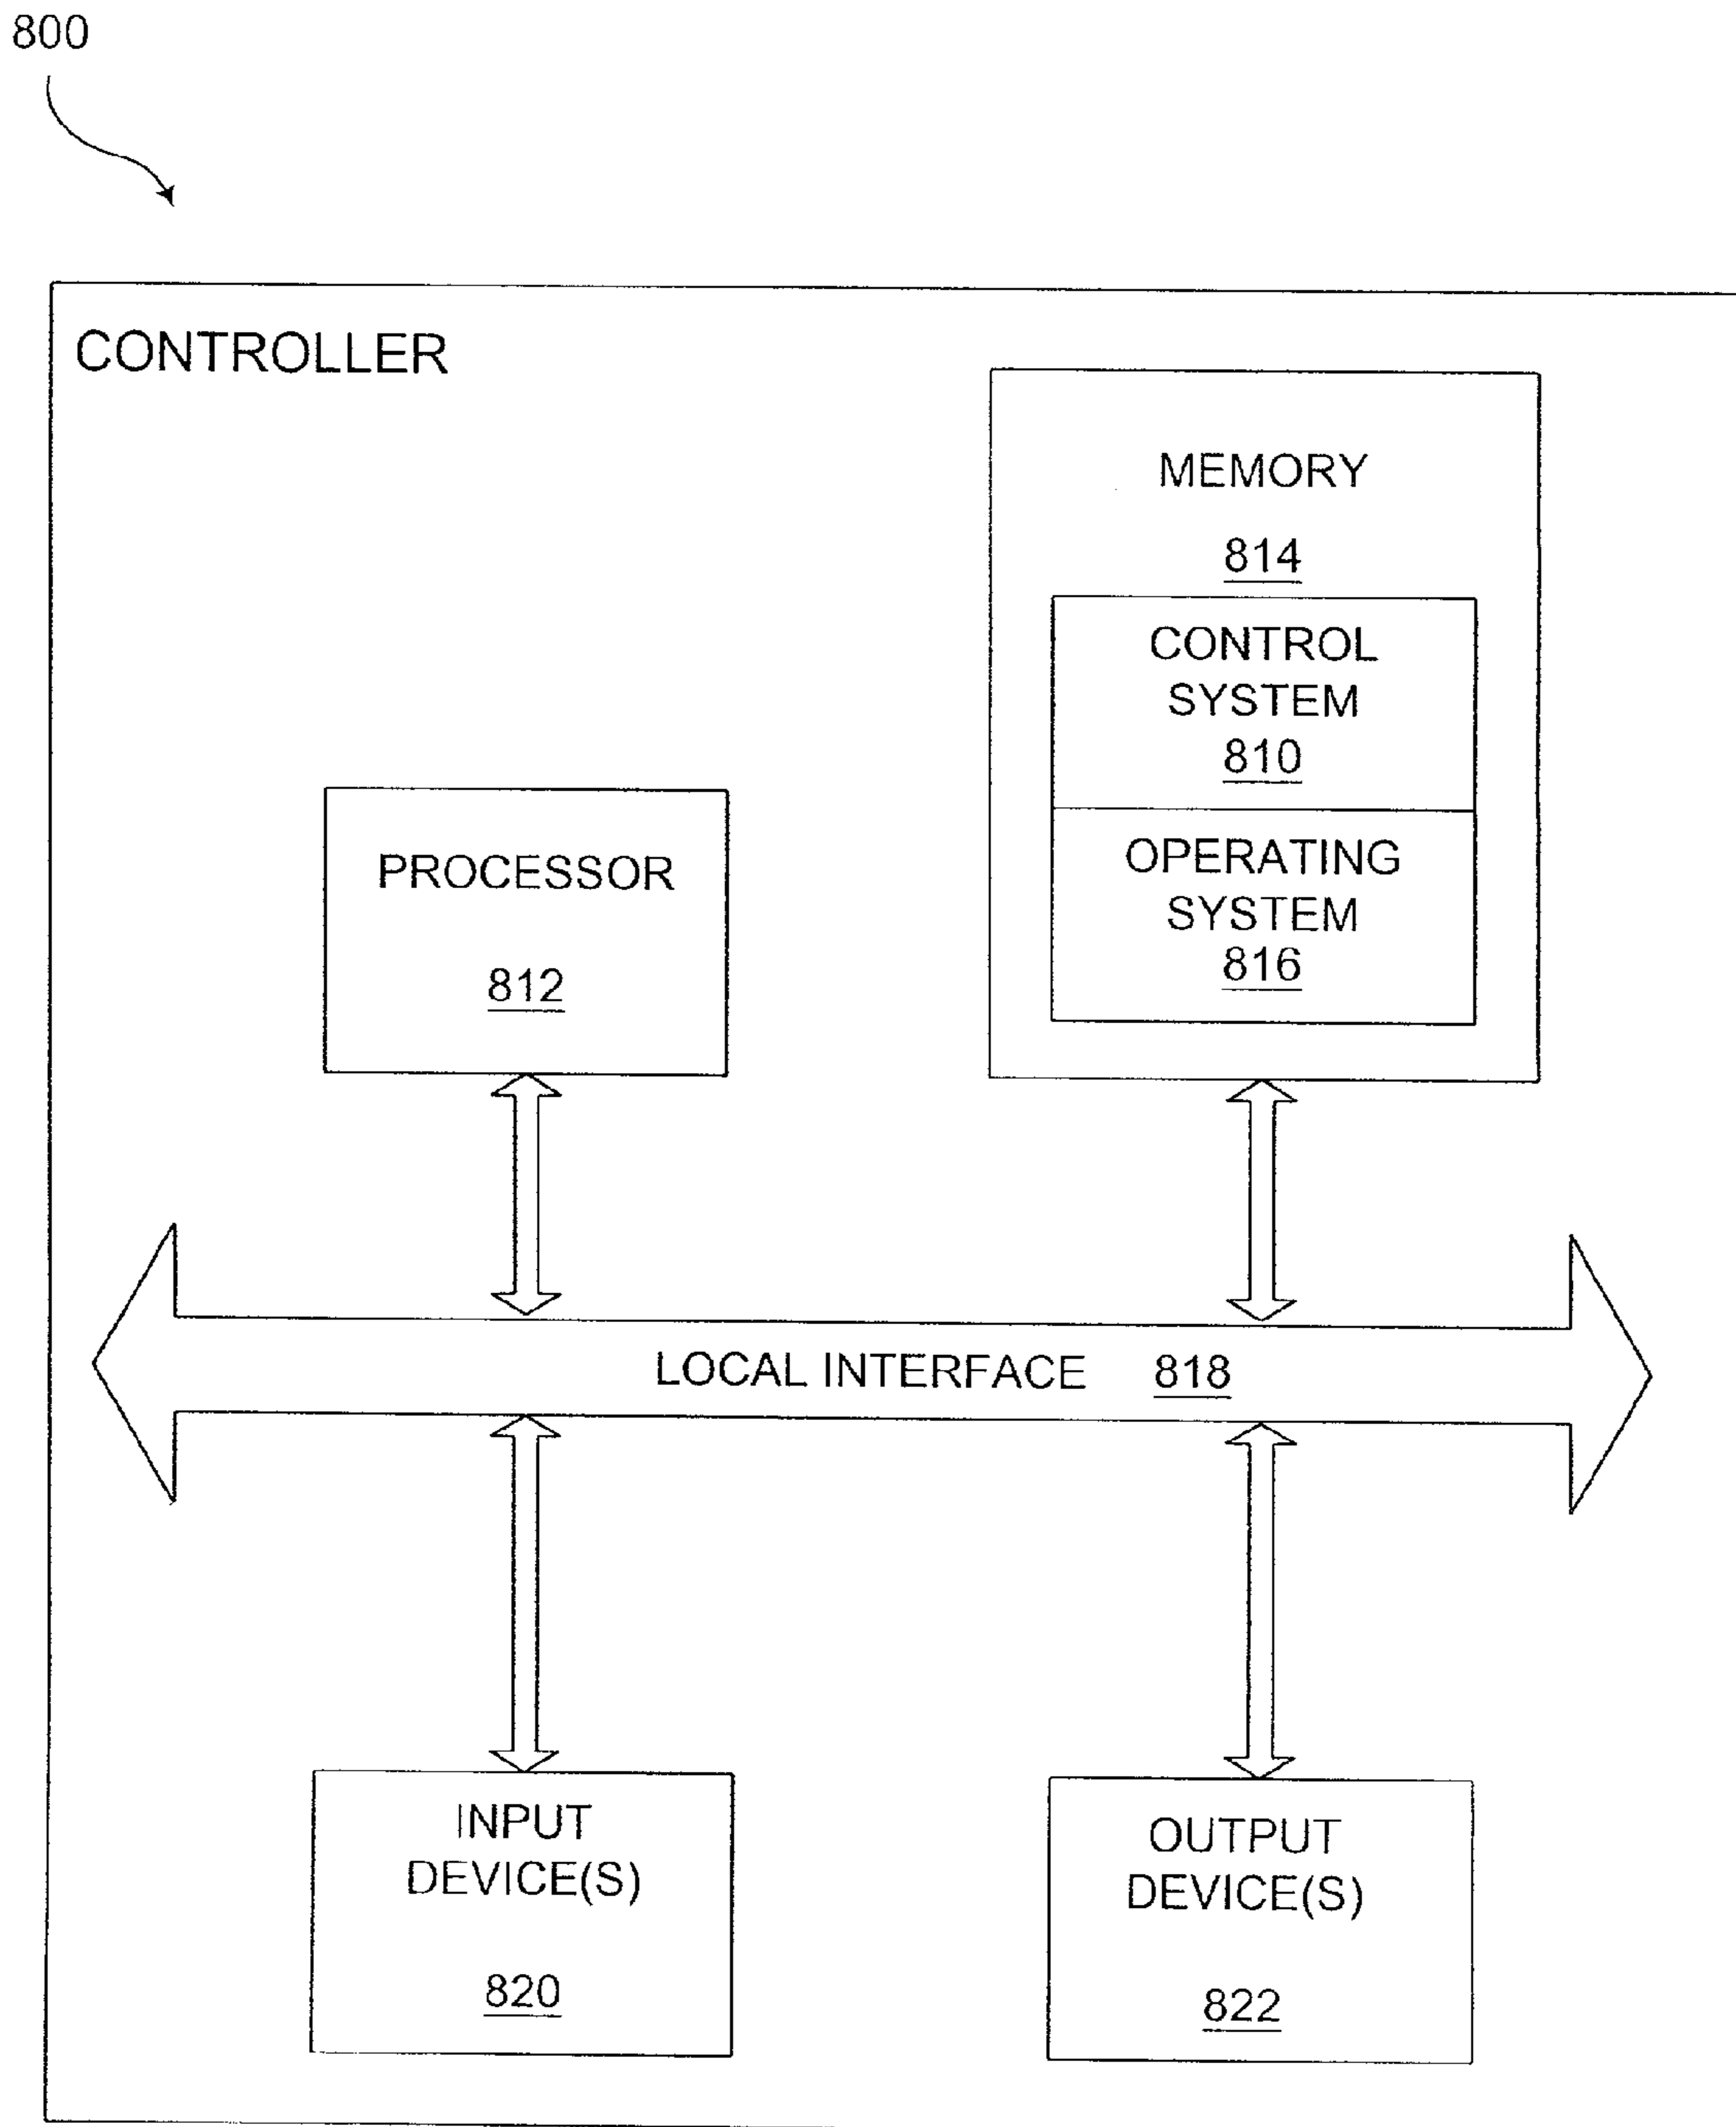 800
CONTROLLER
MEMORY
814
CONTROL
SYSTEM
810
OPERATING
SYSTEM
816
PROCESSOR
812
LOCAL INTERFACE 818
INPUT
DEVICE(S)
820
OUTPUT
DEVICE(S)
822